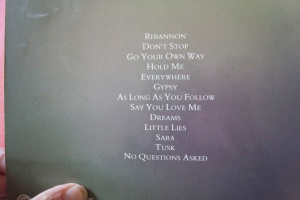 Rhiannon
Don't Stop
Go Your Own Way
Hold Me
Everywhere
Gypsy
As Long As You Follow
Say You Love Me
Dreams
Little Lies
Sara
Tusk
No Questions Asked